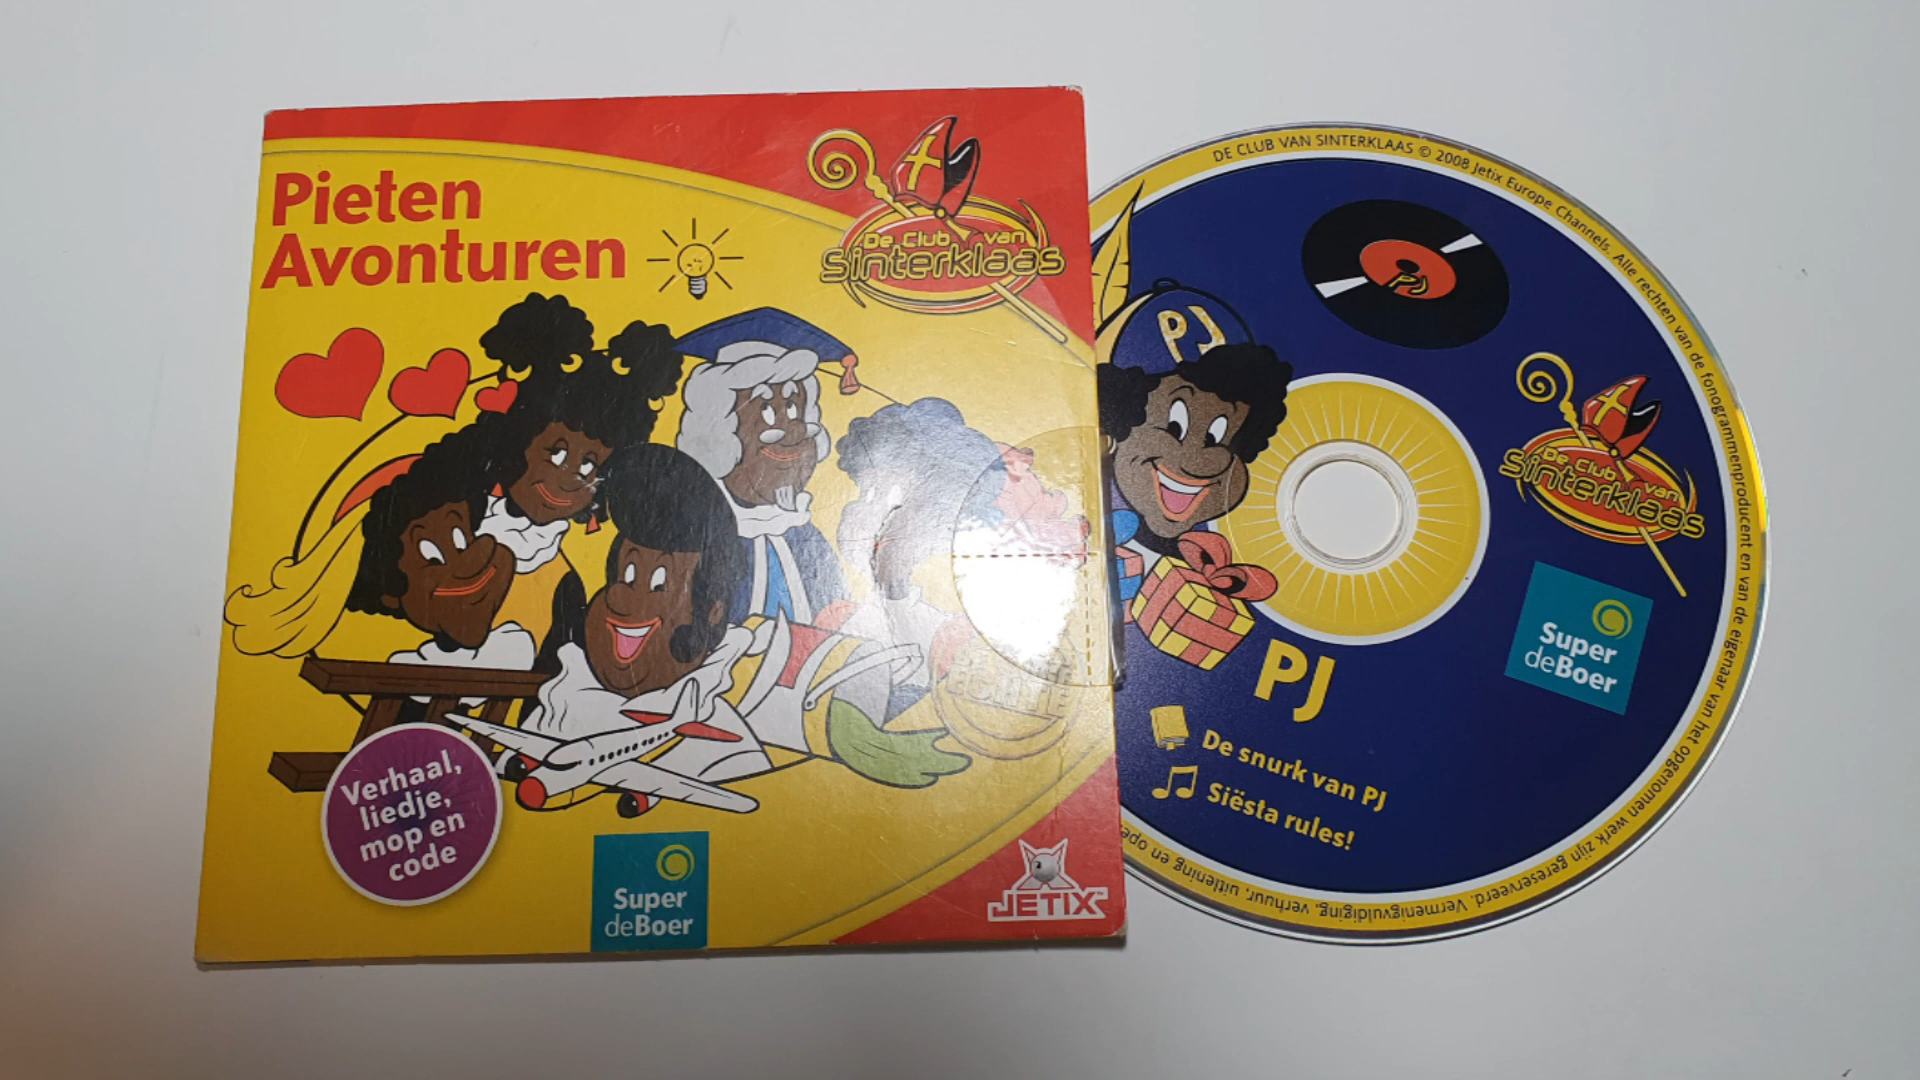 Pieten
Avonturen
De Club van
Sinterklaas
Verhaal,
liedje,
mop en
code
Super
deBoer
JETIX
DE CLUB VAN SINTERKLAAS © 2008 Jetix Europe Channels. Alle rechten van de fonogrammenproducent en van de eigenaar van het opgenomen werk zijn gereserveerd. Vermenigvuldiging, verhuur, uitlening en
PJ
PJ
De Club van
Sinterklaas
Super
deBoer
PJ
De snurk van PJ
Siësta rules!